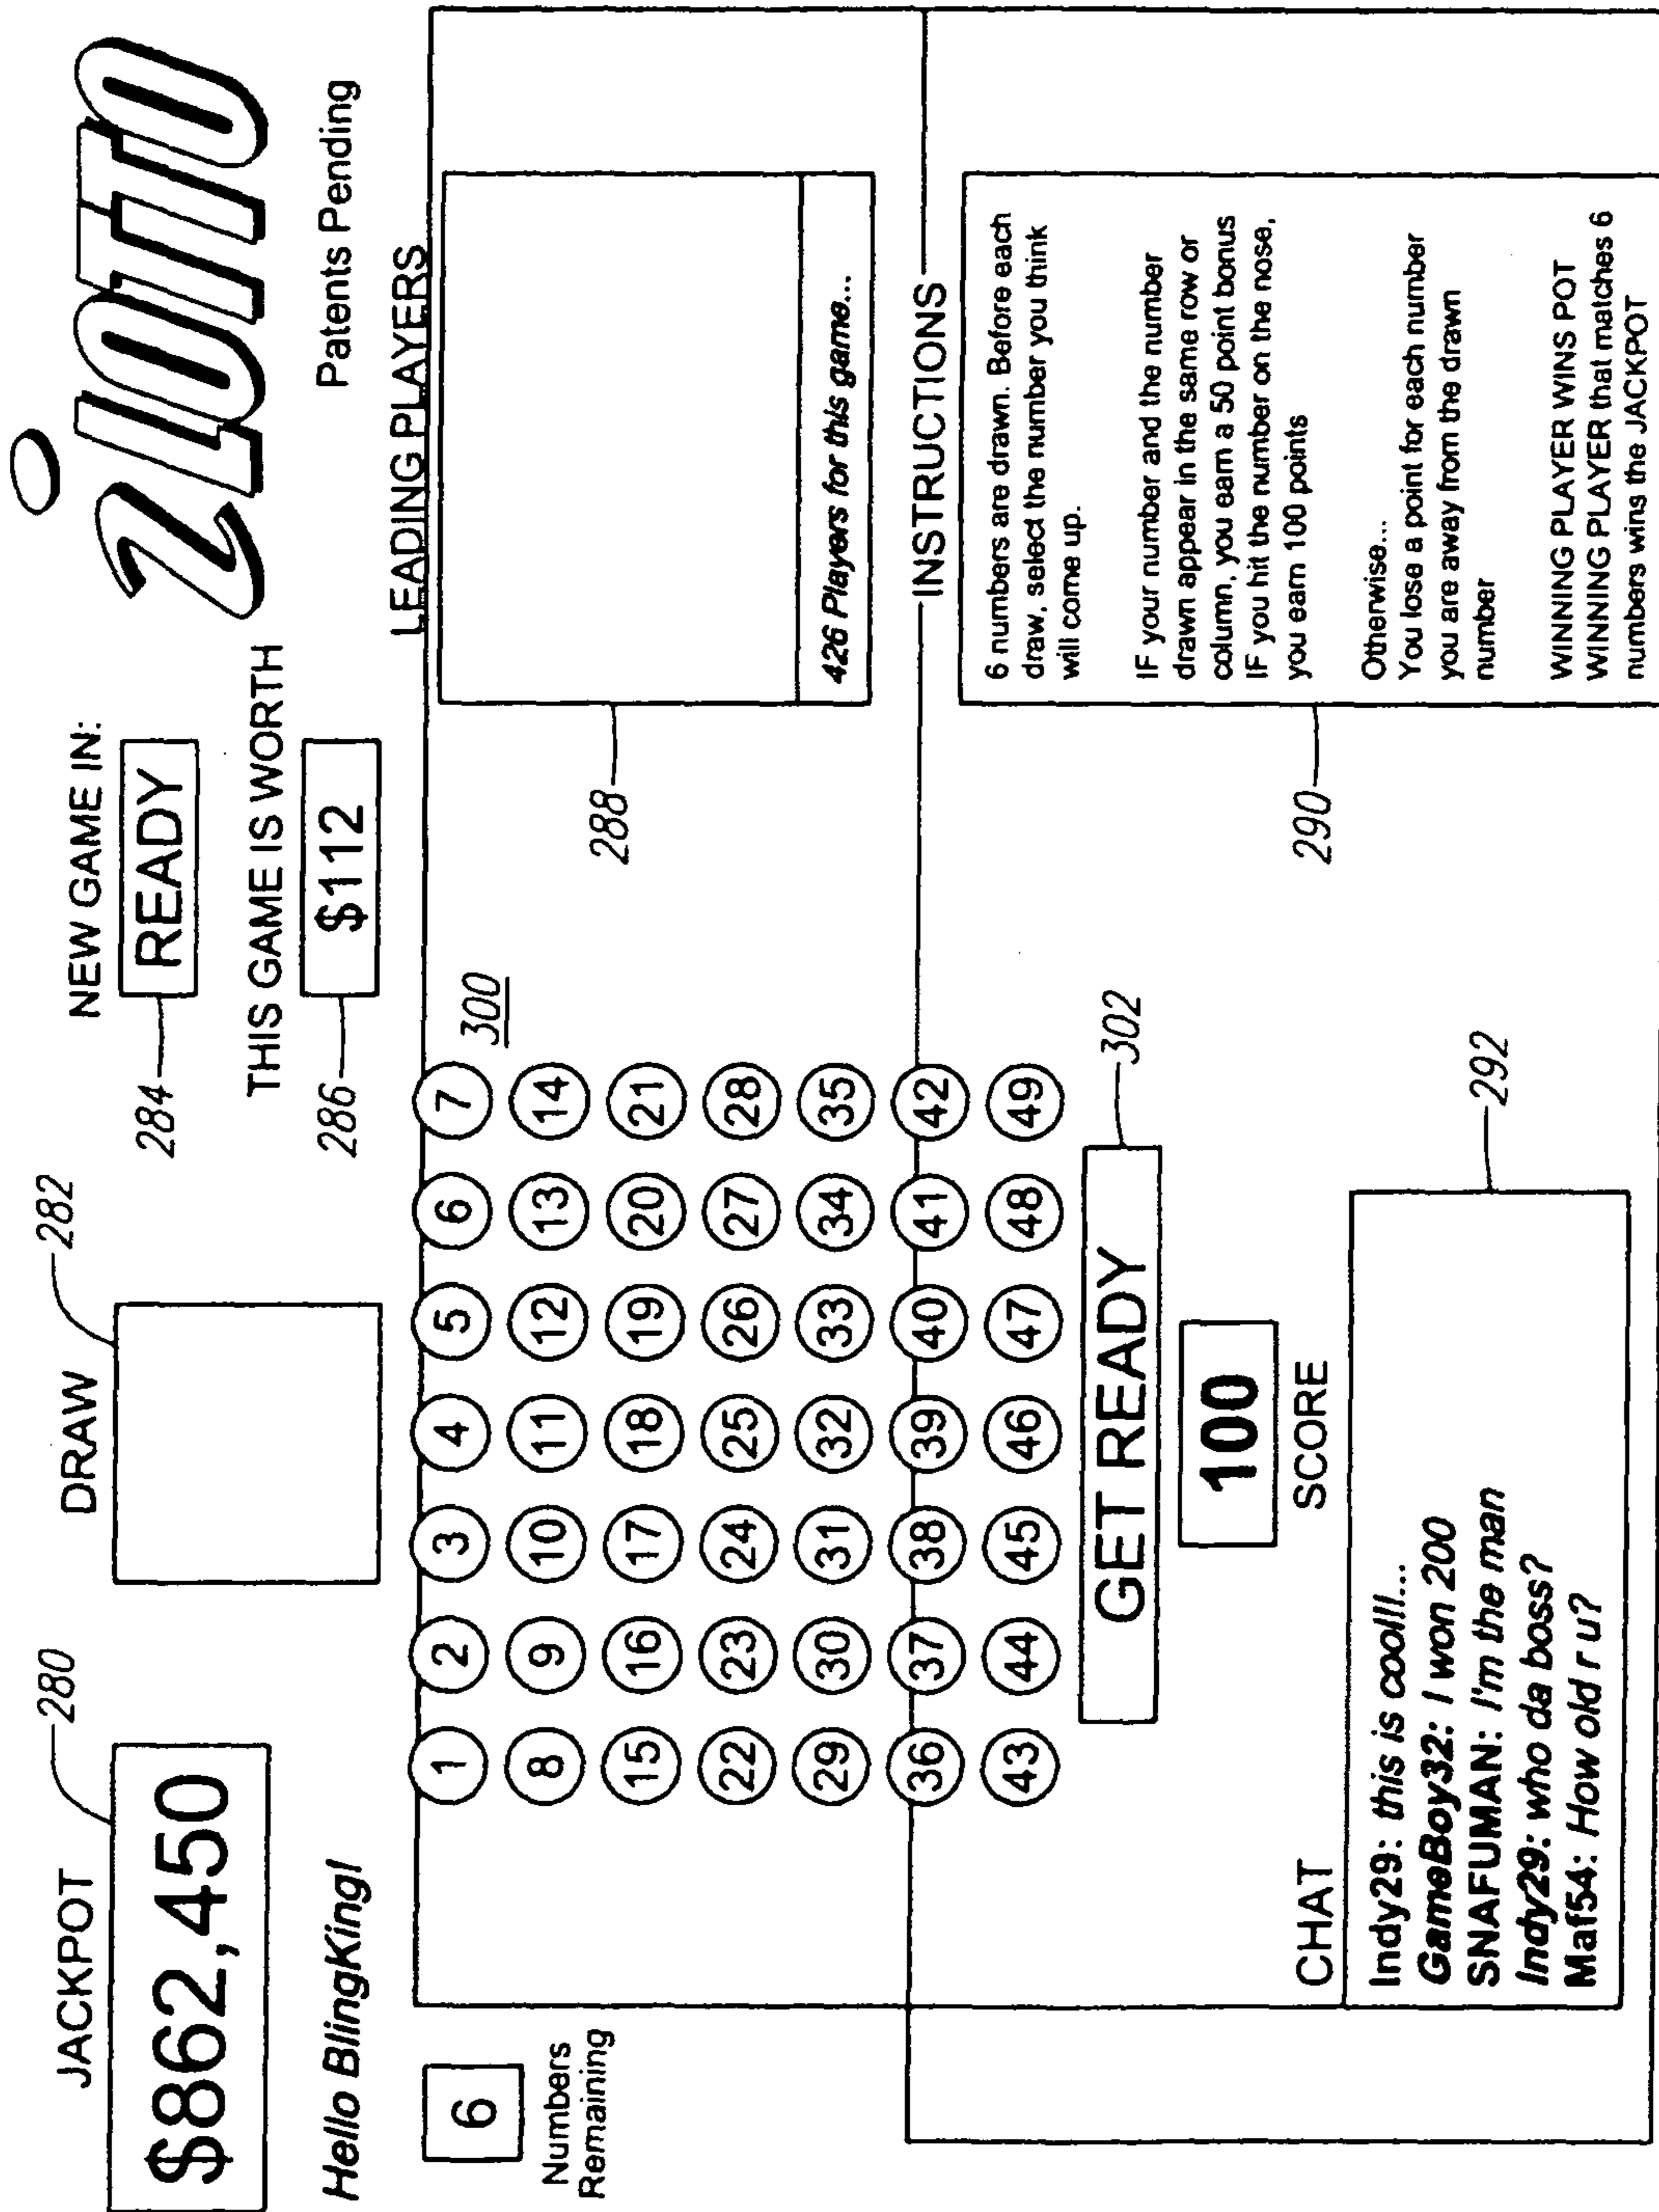 JACKPOT
280
$862,450
Hello BlingKing!
DRAW
282
NEW GAME IN:
284
READY
THIS GAME IS WORTH
286
$112
iLOTTO
Patents Pending
6
Numbers
Remaining
300
1 2 3 4 5 6 7
8 9 10 11 12 13 14
15 16 17 18 19 20 21
22 23 24 25 26 27 28
29 30 31 32 33 34 35
36 37 38 39 40 41 42
43 44 45 46 47 48 49
GET READY
302
100
SCORE
CHAT
Indy29: this is coolll...
GameBoy32: I won 200
SNAFUMAN: I'm the man
Indy29: who da boss?
Maf54: How old r u?
292
LEADING PLAYERS
288
426 Players for this game...
INSTRUCTIONS
290
6 numbers are drawn. Before each
draw, select the number you think
will come up.
IF your number and the number
drawn appear in the same row or
column, you earn a 50 point bonus
IF you hit the number on the nose,
you earn 100 points
Otherwise...
You lose a point for each number
you are away from the drawn
number
WINNING PLAYER WINS POT
WINNING PLAYER that matches 6
numbers wins the JACKPOT